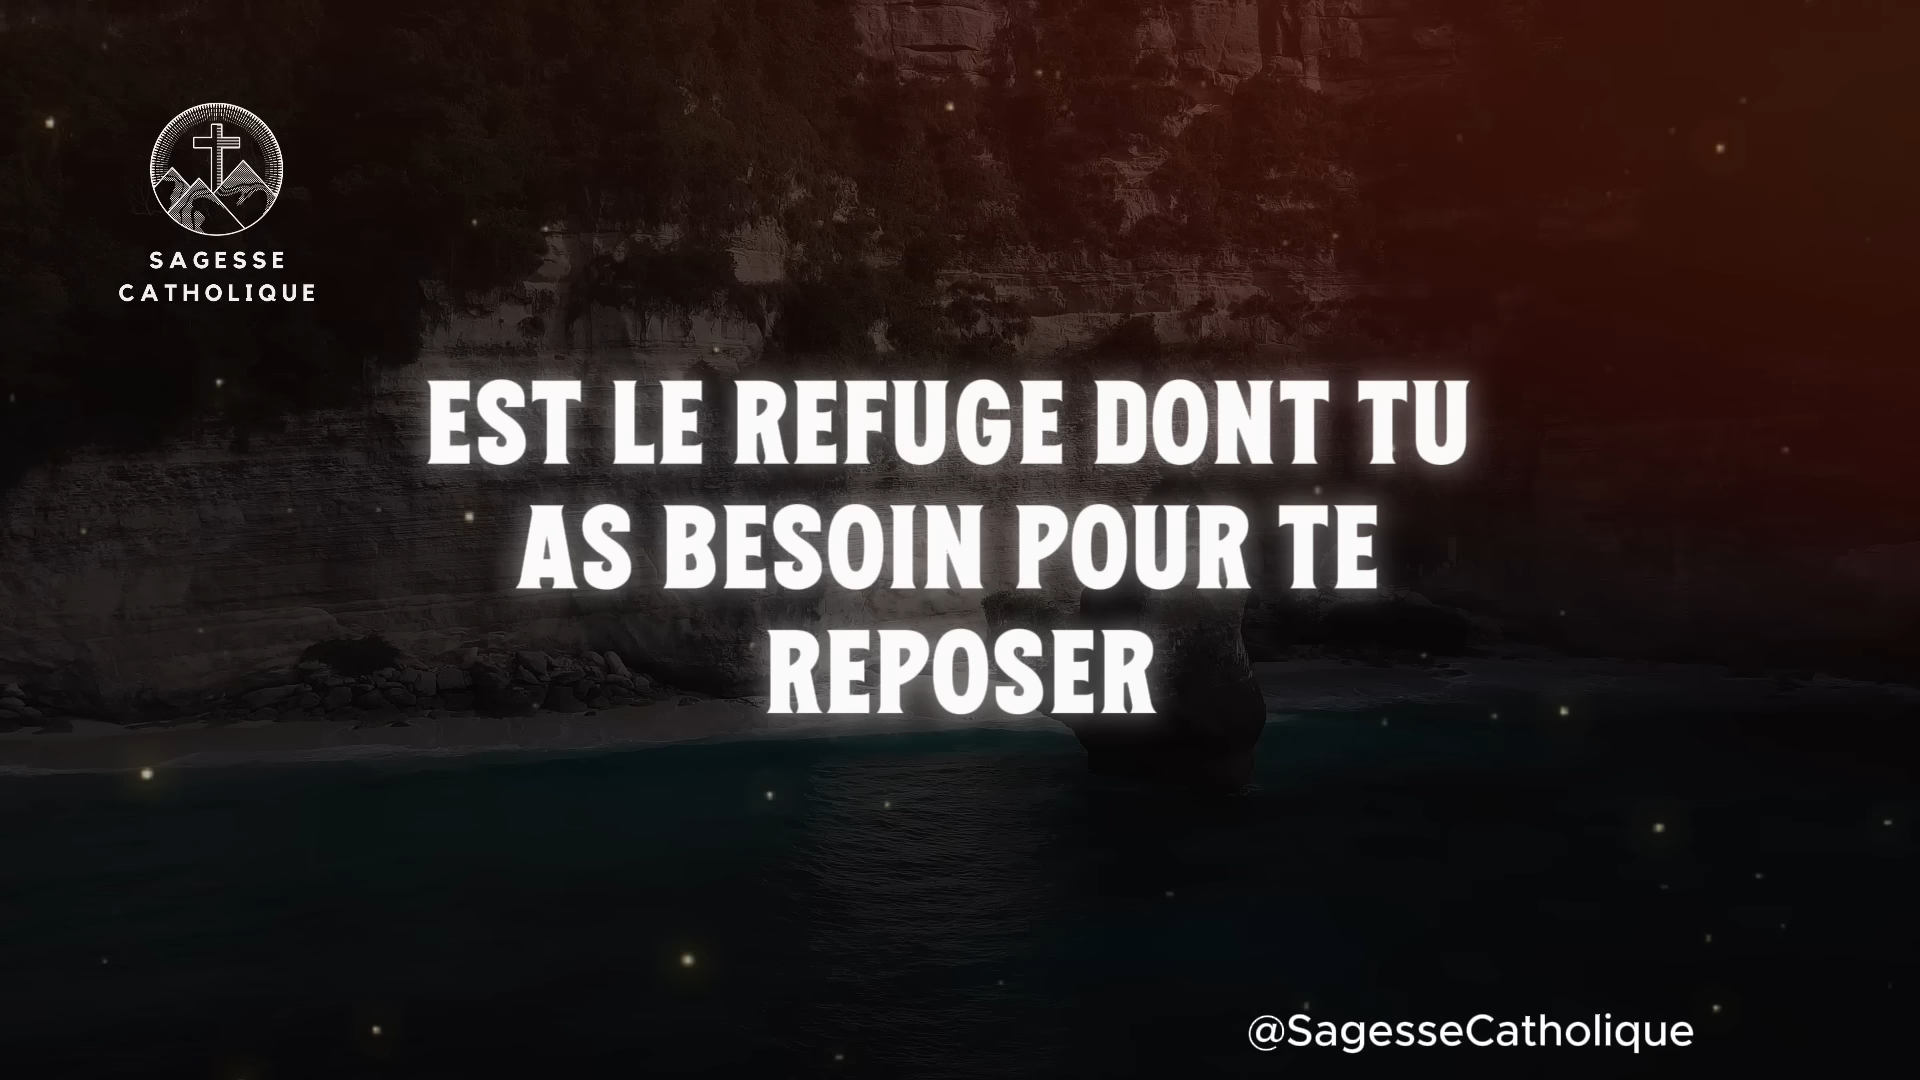 SAGESSE
CATHOLIQUE
EST LE REFUGE DONT TU
AS BESOIN POUR TE
REPOSER
@SagesseCatholique